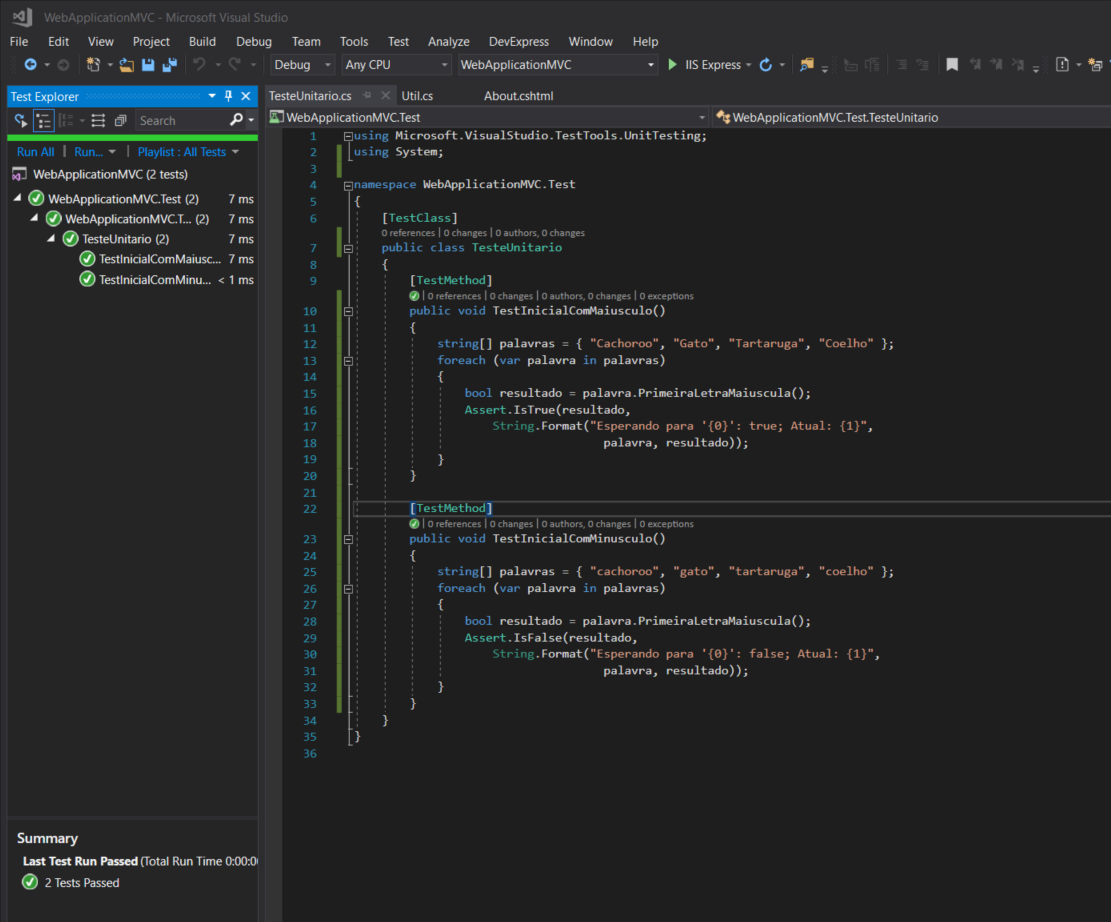 WebApplicationMVC - Microsoft Visual Studio
File Edit View Project Build Debug Team Tools Test Analyze DevExpress Window Help
Debug Any CPU WebApplicationMVC IIS Express
Test Explorer
Search
Run All | Run... | Playlist : All Tests
WebApplicationMVC (2 tests)
WebApplicationMVC.Test (2) 7 ms
WebApplicationMVC.T... (2) 7 ms
TesteUnitario (2) 7 ms
TestInicialComMaiusc... 7 ms
TestInicialComMinu... < 1 ms
Summary
Last Test Run Passed (Total Run Time 0:00:0
2 Tests Passed
TesteUnitario.cs Util.cs About.cshtml
WebApplicationMVC.Test WebApplicationMVC.Test.TesteUnitario
1 using Microsoft.VisualStudio.TestTools.UnitTesting;
2 using System;
3
4 namespace WebApplicationMVC.Test
5 {
6 [TestClass]
0 references | 0 changes | 0 authors, 0 changes
7 public class TesteUnitario
8 {
9 [TestMethod]
| 0 references | 0 changes | 0 authors, 0 changes | 0 exceptions
10 public void TestInicialComMaiusculo()
11 {
12 string[] palavras = { "Cachoroo", "Gato", "Tartaruga", "Coelho" };
13 foreach (var palavra in palavras)
14 {
15 bool resultado = palavra.PrimeiraLetraMaiuscula();
16 Assert.IsTrue(resultado,
17 String.Format("Esperando para '{0}': true; Atual: {1}",
18 palavra, resultado));
19 }
20 }
21
22 [TestMethod]
| 0 references | 0 changes | 0 authors, 0 changes | 0 exceptions
23 public void TestInicialComMinusculo()
24 {
25 string[] palavras = { "cachoroo", "gato", "tartaruga", "coelho" };
26 foreach (var palavra in palavras)
27 {
28 bool resultado = palavra.PrimeiraLetraMaiuscula();
29 Assert.IsFalse(resultado,
30 String.Format("Esperando para '{0}': false; Atual: {1}",
31 palavra, resultado));
32 }
33 }
34 }
35 }
36